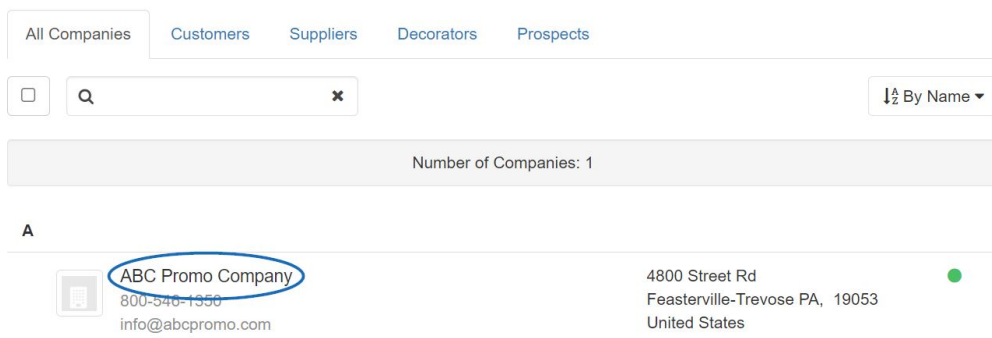 All Companies Customers Suppliers Decorators Prospects
By Name
Number of Companies: 1
A
ABC Promo Company
800-546-1350
info@abcpromo.com
4800 Street Rd
Feasterville-Trevose PA, 19053
United States